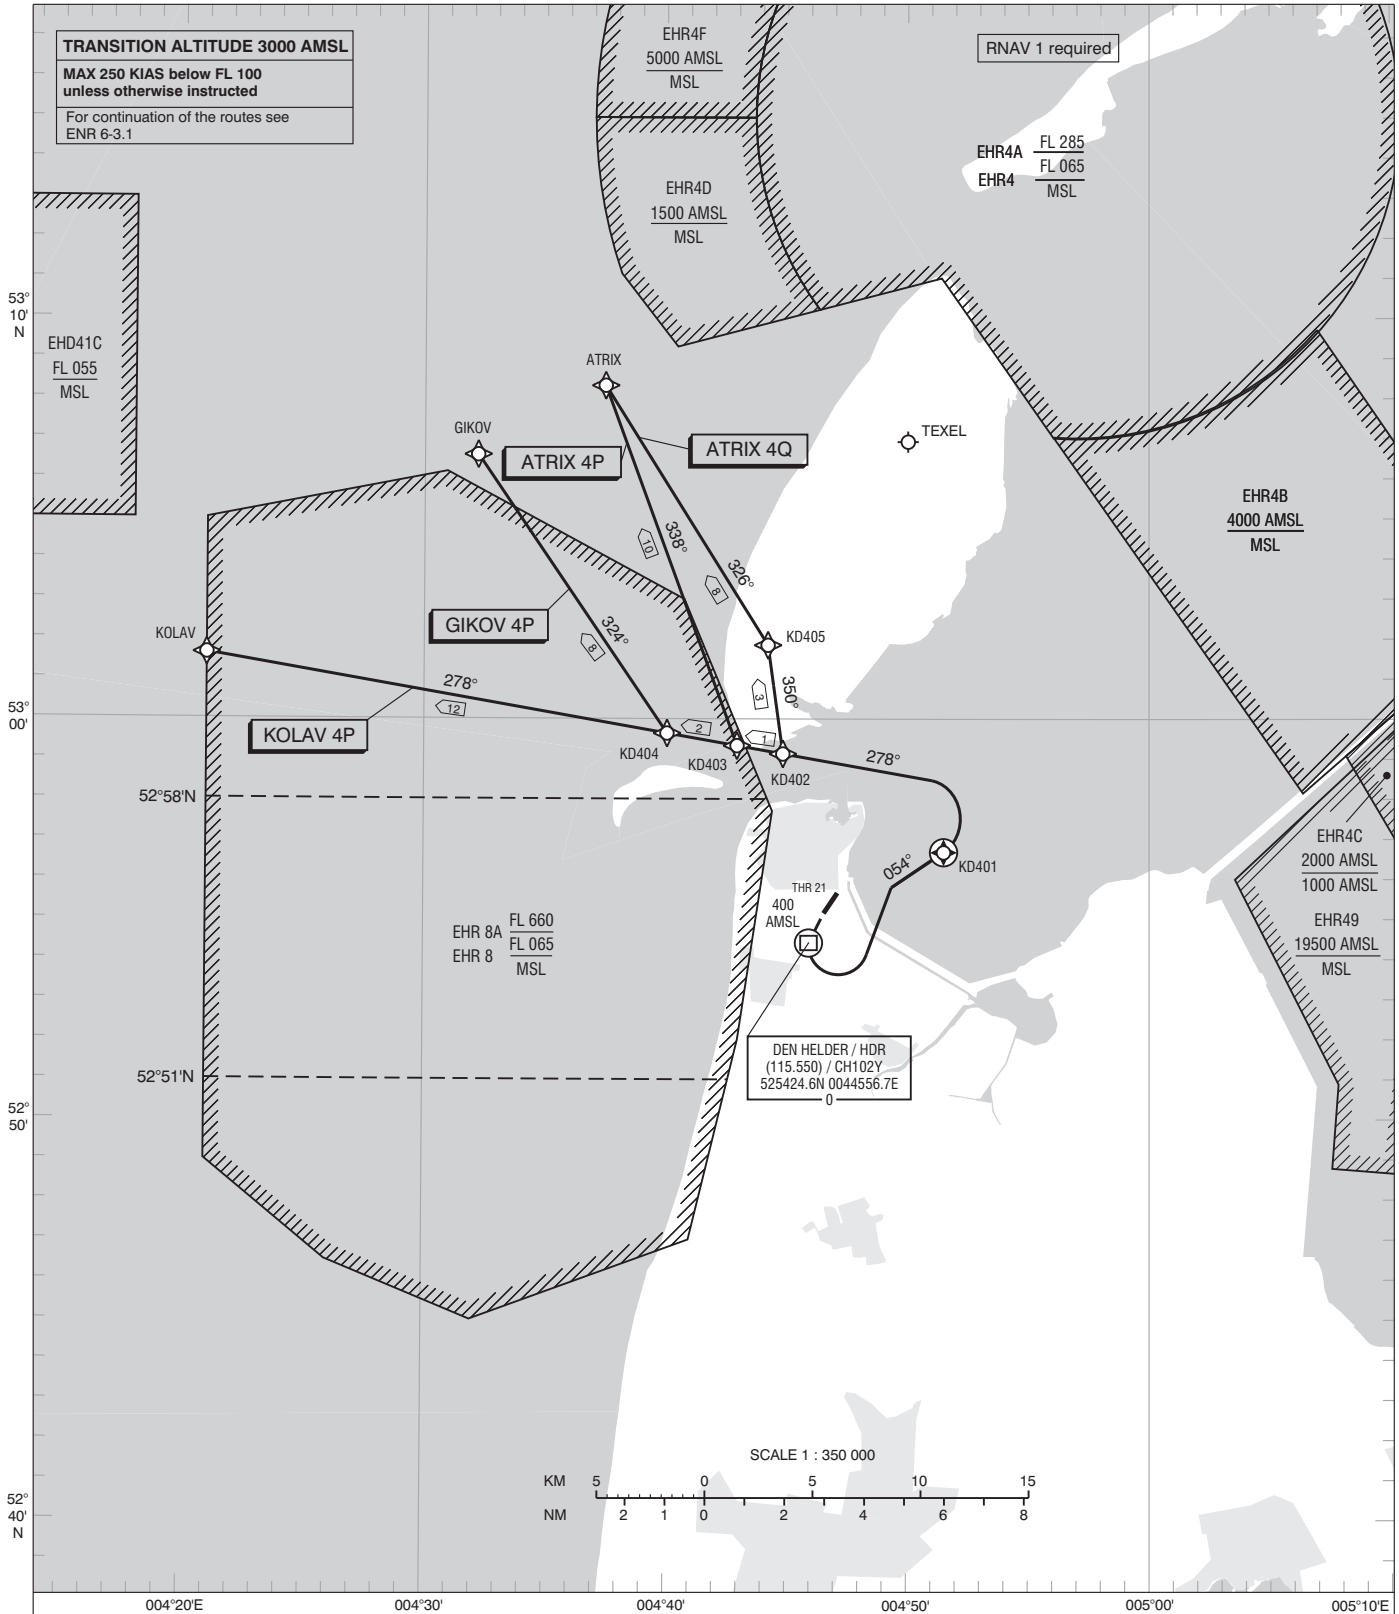 TRANSITION ALTITUDE 3000 AMSL
MAX 250 KIAS below FL 100
unless otherwise instructed
For continuation of the routes see
ENR 6-3.1
RNAV 1 required
EHR4F
5000 AMSL
MSL
EHR4A FL 285
FL 065
EHR4
MSL
EHR4D
1500 AMSL
MSL
53°
10'
N
EHD41C
FL 055
MSL
ATRIX
GIKOV
TEXEL
ATRIX 4P
ATRIX 4Q
EHR4B
4000 AMSL
MSL
10
338°
326°
8
GIKOV 4P
324°
8
KOLAV
KD405
278°
12
3
350°
53°
00'
KOLAV 4P
2
1
KD404
KD403
KD402
278°
52°58'N
EHR4C
2000 AMSL
1000 AMSL
054°
KD401
THR 21
400
AMSL
EHR 8A FL 660
FL 065
EHR 8
MSL
EHR49
19500 AMSL
MSL
DEN HELDER / HDR
(115.550) / CH102Y
525424.6N 0044556.7E
0
52°51'N
52°
50'
SCALE 1 : 350 000
KM 5 0 5 10 15
NM 2 1 0 2 4 6 8
52°
40'
N
004°20'E 004°30' 004°40' 004°50' 005°00' 005°10'E